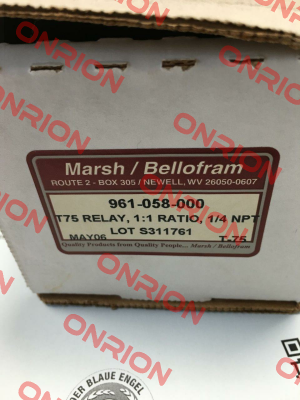 Marsh / Bellofram
ROUTE 2 - BOX 305 / NEWELL, WV 26050-0607
961-058-000
T75 RELAY, 1:1 RATIO, 1/4 NPT
LOT S311761
MAY06 T-75
Quality Products from Quality People... Marsh / Bellofram
DER BLAUE ENGEL
ONRION
ONRION
ONRION
ONRION
ONRION
ONRION